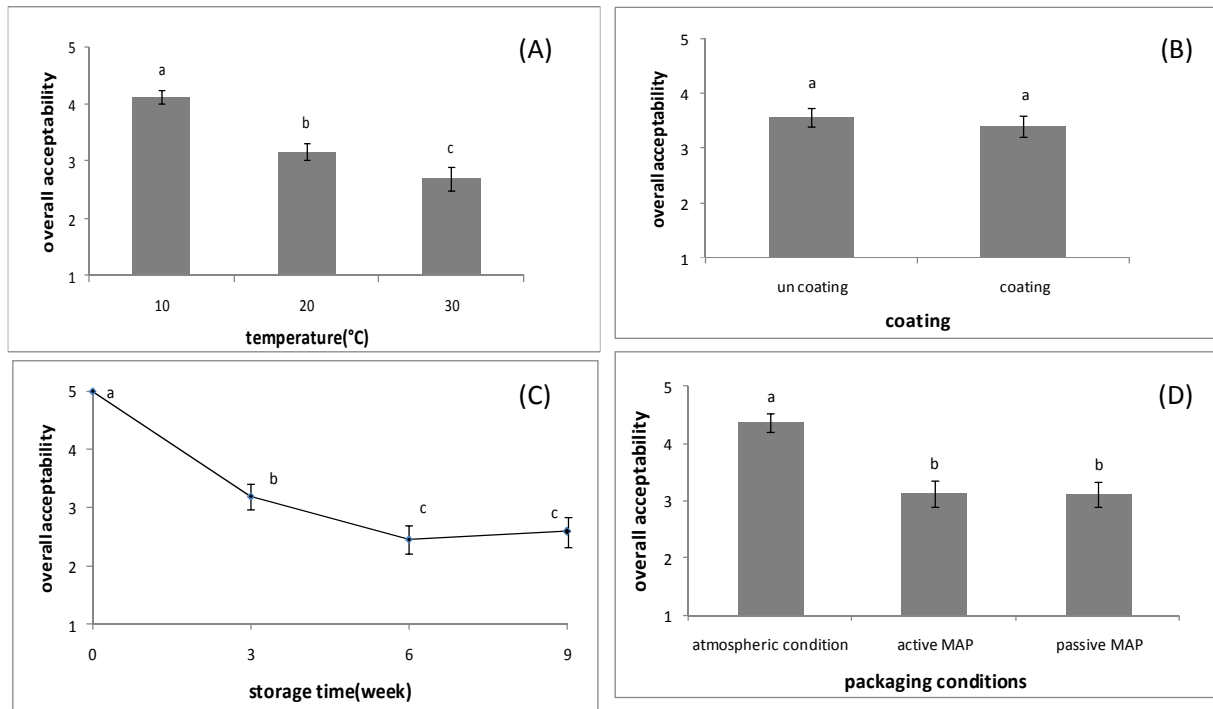 (A)
overall acceptability
5
4
3
2
1
a
b
c
10 20 30
temperature(°C)
(B)
overall acceptability
5
4
3
2
1
a a
un coating coating
coating
(C)
overall acceptability
5
4
3
2
1
a
b
c
c
0 3 6 9
storage time(week)
(D)
overall acceptability
5
4
3
2
1
a
b b
atmospheric condition active MAP passive MAP
packaging conditions